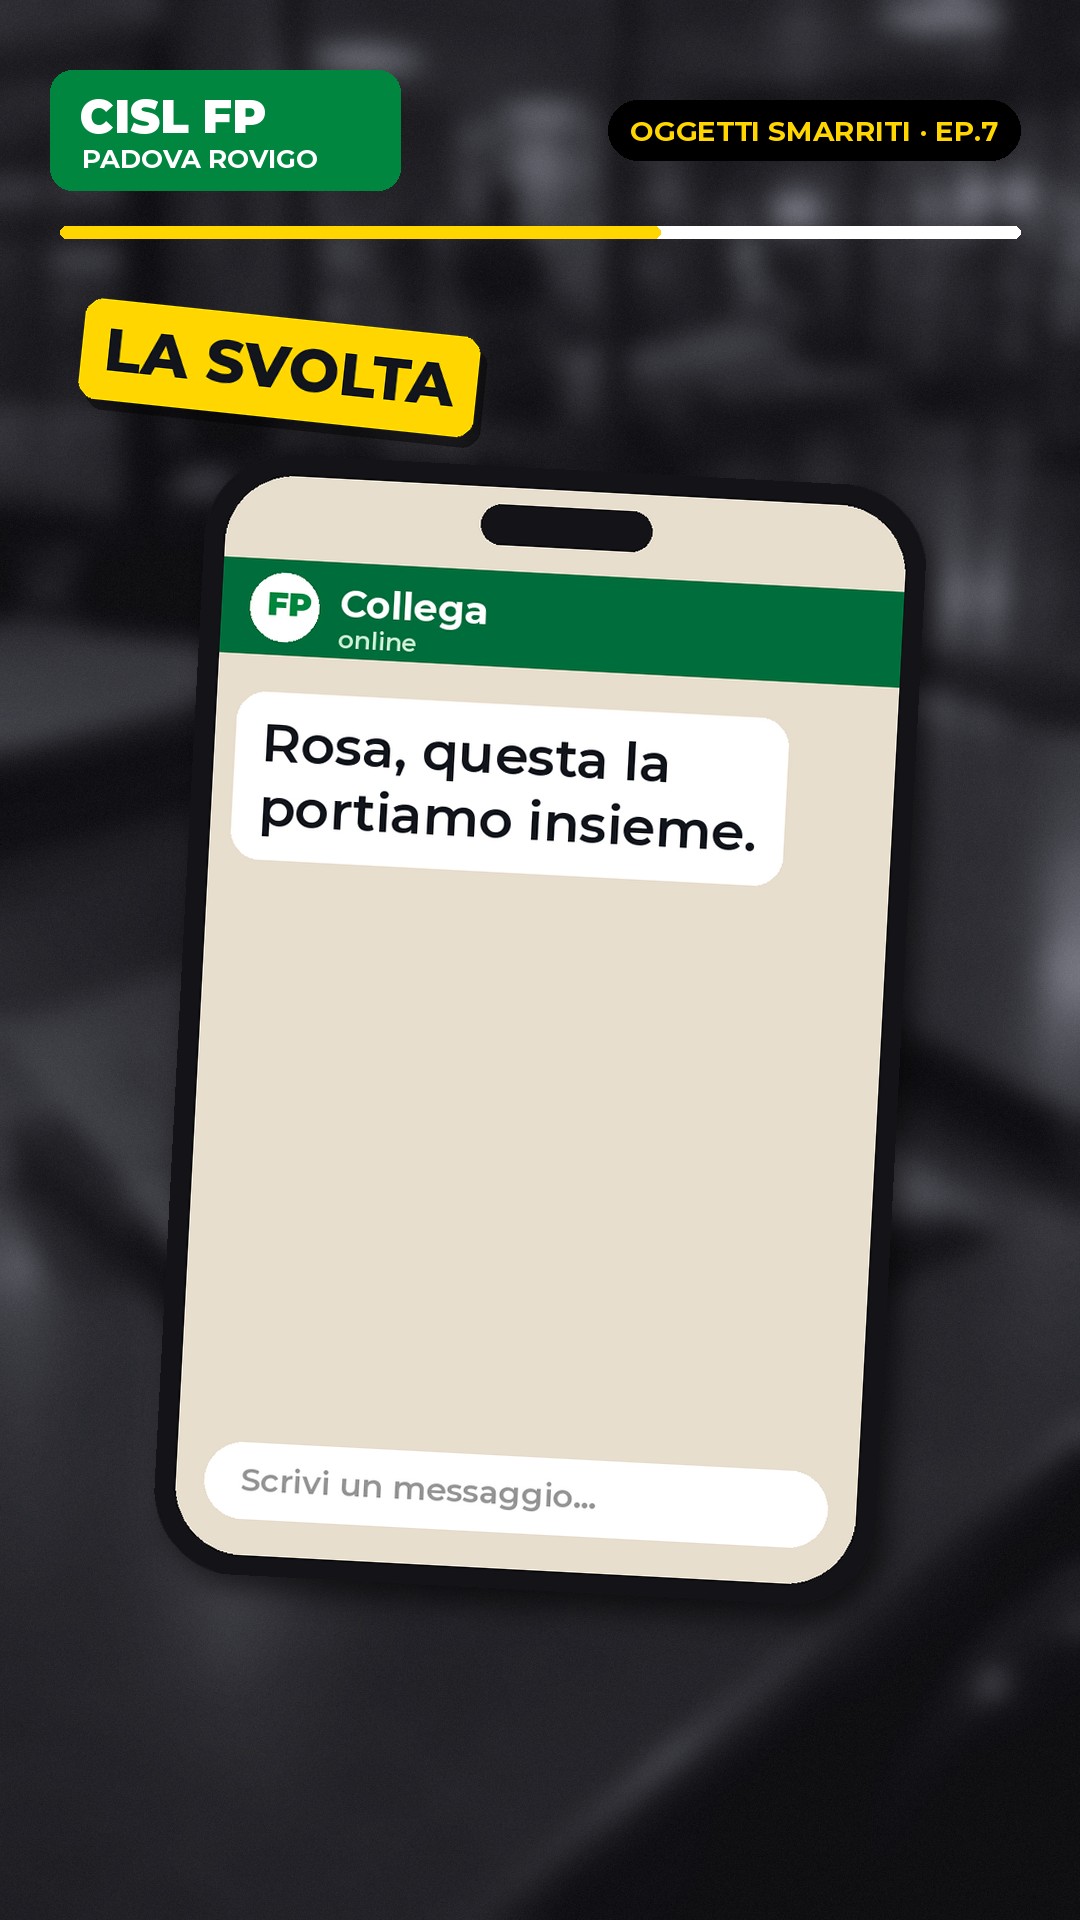 CISL FP
PADOVA ROVIGO
OGGETTI SMARRITI · EP.7
LA SVOLTA
FP
Collega
online
Rosa, questa la
portiamo insieme.
Scrivi un messaggio...